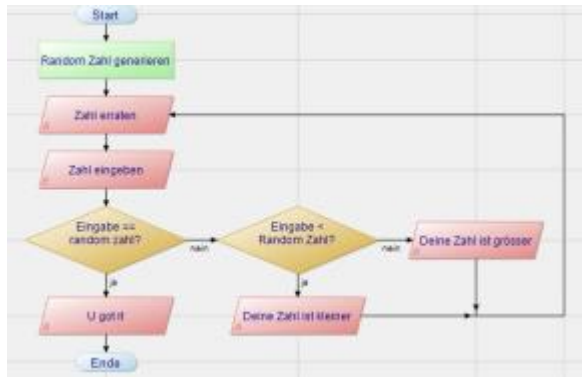 Start
Random Zahl generieren
Zahl erraten
Zahl eingeben
Eingabe ==
random zahl?
nein
Eingabe <
Random Zahl?
nein
Deine Zahl ist grösser
ja
ja
U got it
Deine Zahl ist kleiner
Ende